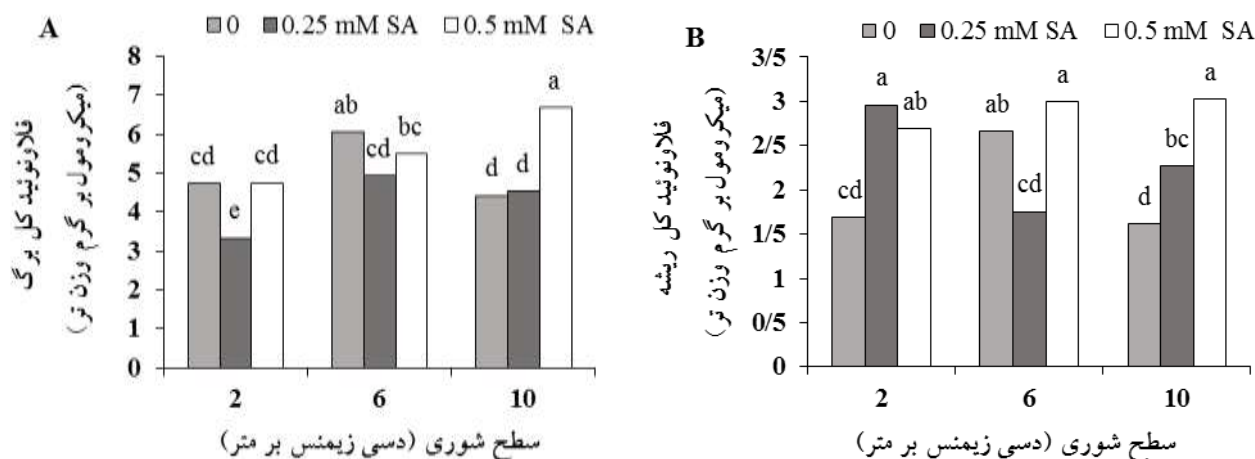 A
0 0.25 mM SA 0.5 mM SA
8
7
6
5
4
3
2
1
0
cd
e
cd
ab
cd
bc
d
d
a
2 6 10
سطح شوری (دسی زیمنس بر متر)
فلاونوئید کل برگ
(میکرومول بر گرم وزن تر)
B
0 0.25 mM SA 0.5 mM SA
3/5
3
2/5
2
1/5
1
0/5
0
cd
a
ab
ab
cd
a
d
bc
a
2 6 10
سطح شوری (دسی زیمنس بر متر)
فلاونوئید کل ریشه
(میکرومول بر گرم وزن تر)